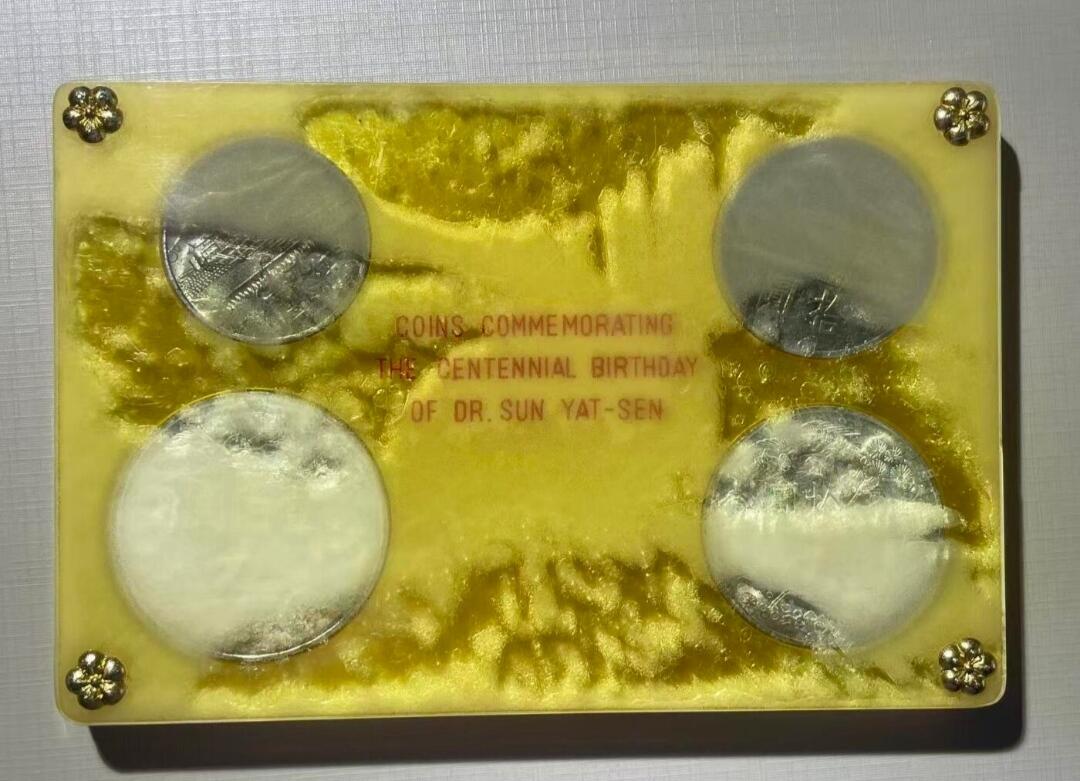 COINS COMMEMORATING
THE CENTENNIAL BIRTHDAY
OF DR. SUN YAT-SEN